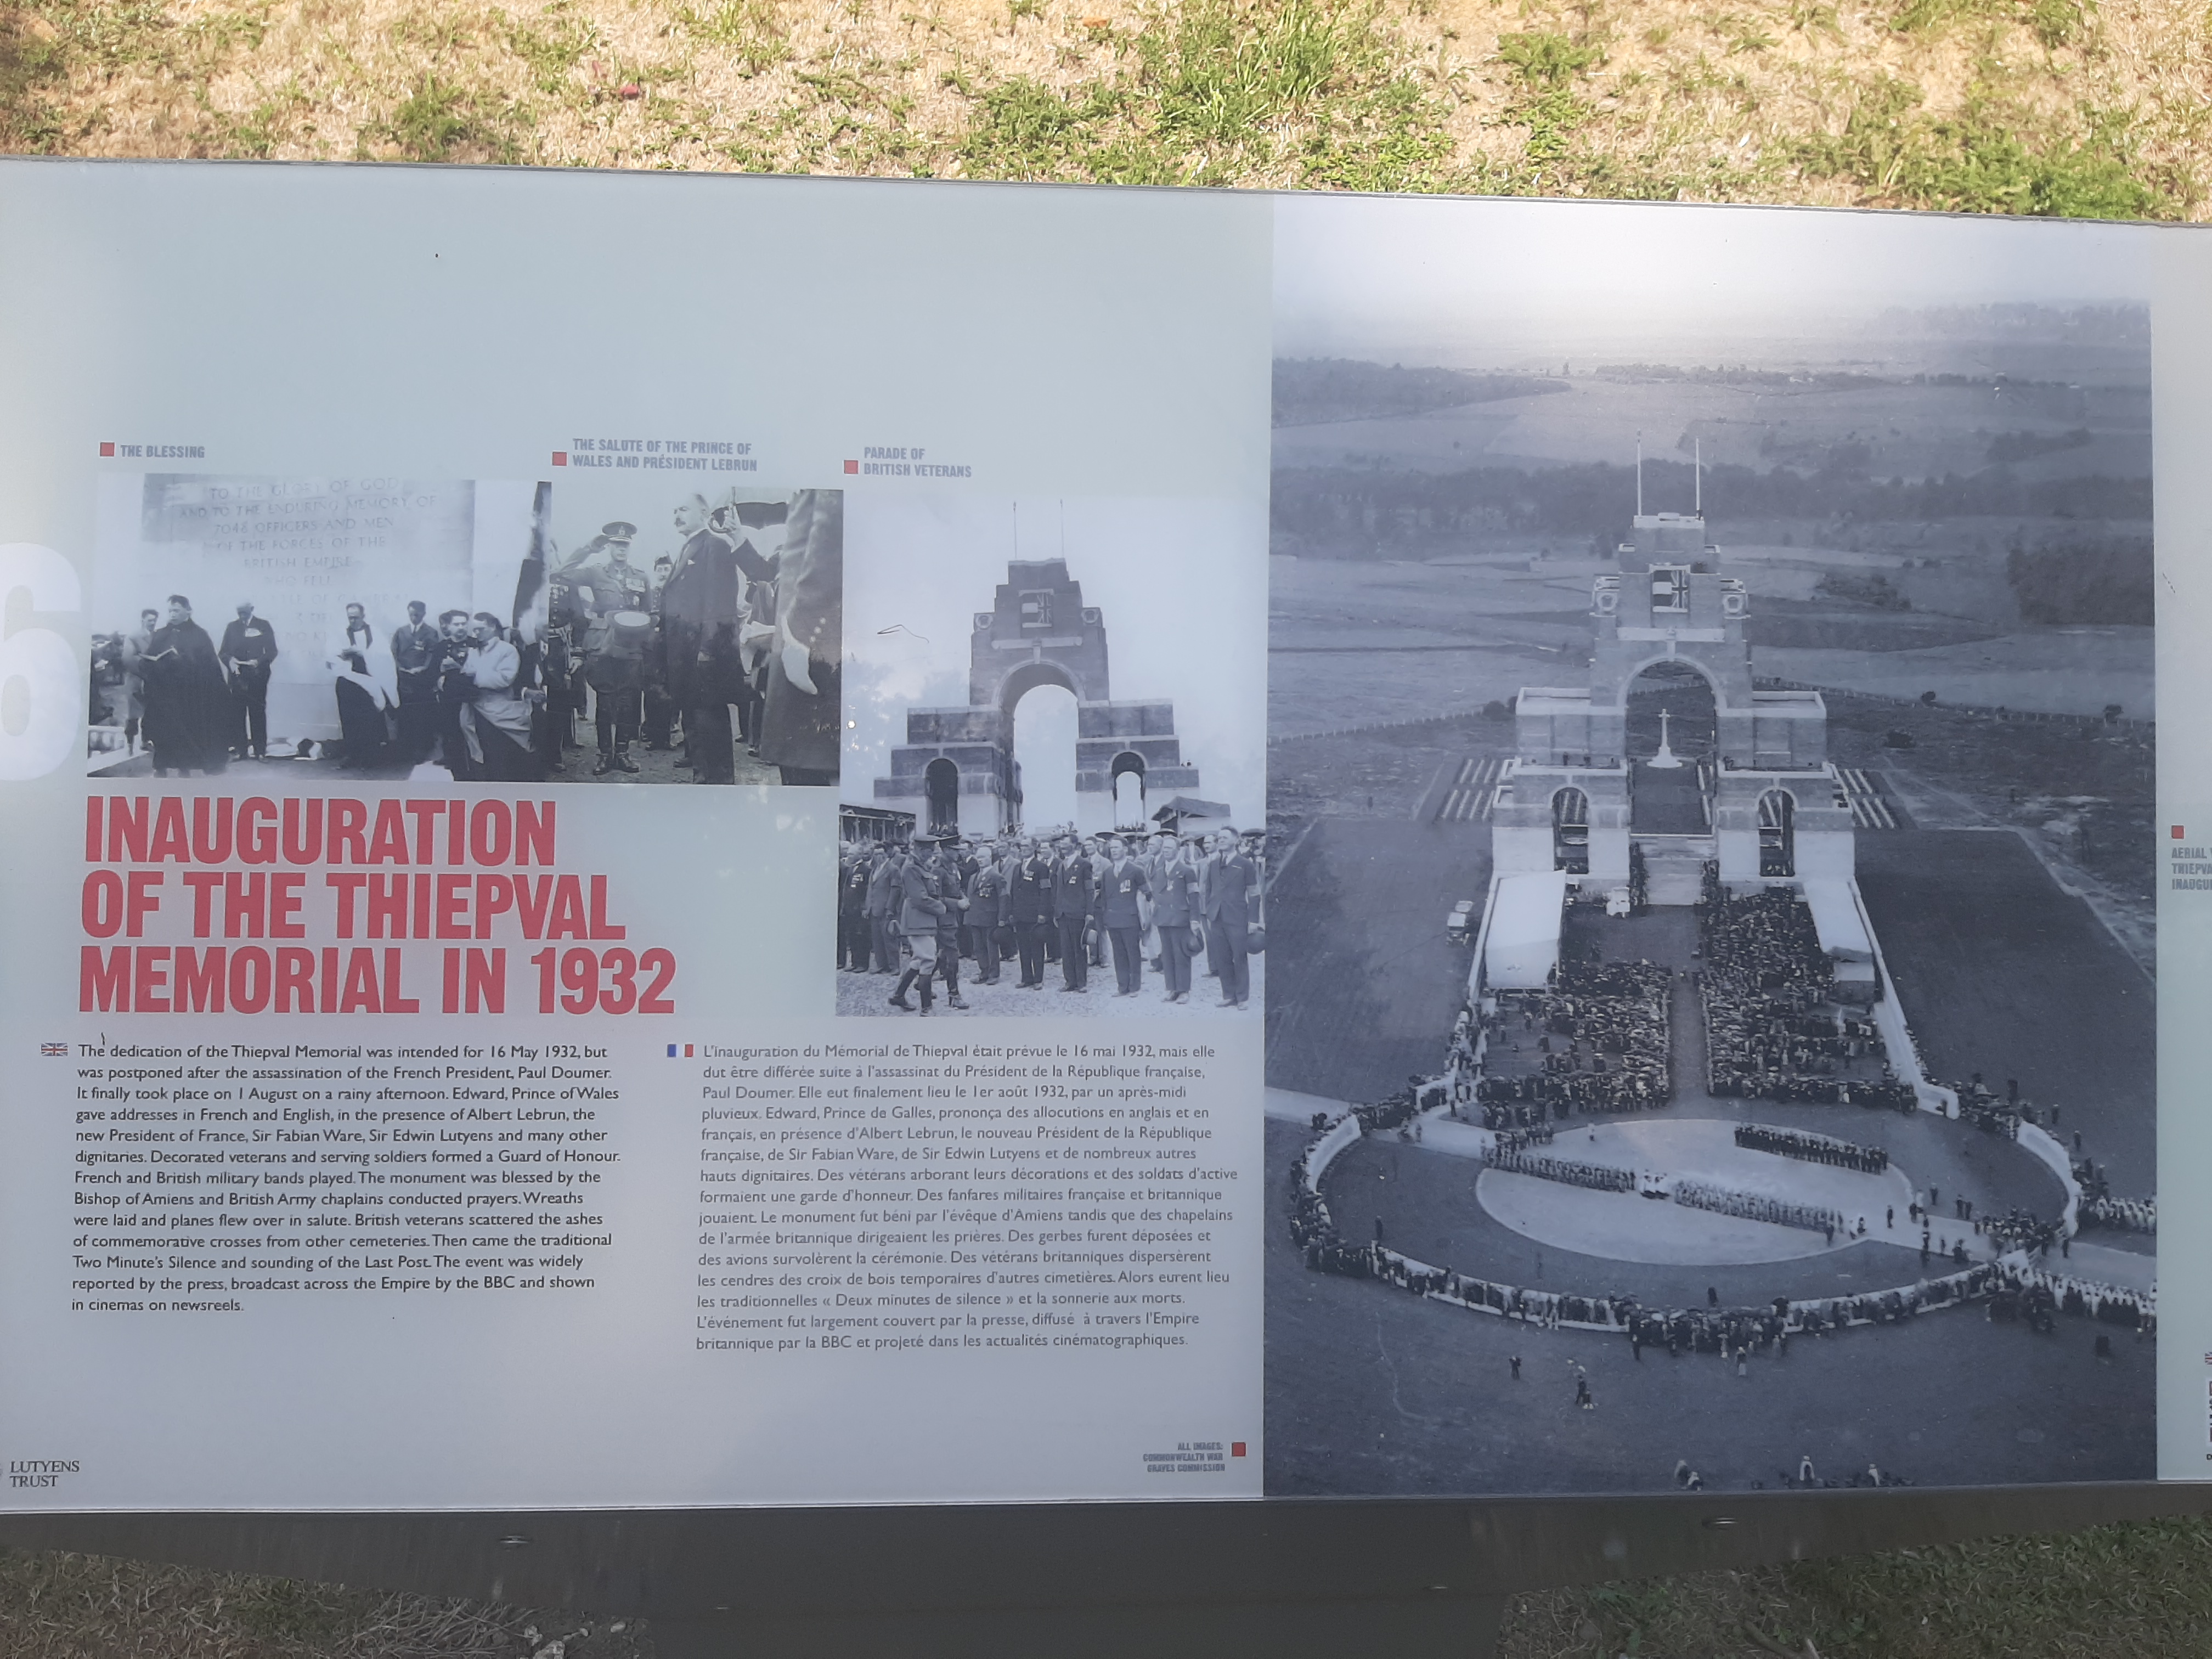 6
THE BLESSING
THE SALUTE OF THE PRINCE OF
WALES AND PRÉSIDENT LEBRUN
PARADE OF
BRITISH VETERANS
TO THE GLORY OF GOD
AND TO THE ENDURING MEMORY OF
7048 OFFICERS AND MEN
OF THE FORCES OF THE
BRITISH EMPIRE
WHO FELL
INAUGURATION
OF THE THIEPVAL
MEMORIAL IN 1932
The dedication of the Thiepval Memorial was intended for 16 May 1932, but
was postponed after the assassination of the French President, Paul Doumer.
It finally took place on 1 August on a rainy afternoon. Edward, Prince of Wales
gave addresses in French and English, in the presence of Albert Lebrun, the
new President of France, Sir Fabian Ware, Sir Edwin Lutyens and many other
dignitaries. Decorated veterans and serving soldiers formed a Guard of Honour.
French and British military bands played. The monument was blessed by the
Bishop of Amiens and British Army chaplains conducted prayers. Wreaths
were laid and planes flew over in salute. British veterans scattered the ashes
of commemorative crosses from other cemeteries. Then came the traditional
Two Minute's Silence and sounding of the Last Post. The event was widely
reported by the press, broadcast across the Empire by the BBC and shown
in cinemas on newsreels.
L'inauguration du Mémorial de Thiepval était prévue le 16 mai 1932, mais elle
dut être différée suite à l'assassinat du Président de la République française,
Paul Doumer. Elle eut finalement lieu le 1er août 1932, par un après-midi
pluvieux. Edward, Prince de Galles, prononça des allocutions en anglais et en
français, en présence d'Albert Lebrun, le nouveau Président de la République
française, de Sir Fabian Ware, de Sir Edwin Lutyens et de nombreux autres
hauts dignitaires. Des vétérans arborant leurs décorations et des soldats d'active
formaient une garde d'honneur. Des fanfares militaires française et britannique
jouaient. Le monument fut béni par l'évêque d'Amiens tandis que des chapelains
de l'armée britannique dirigeaient les prières. Des gerbes furent déposées et
des avions survolèrent la cérémonie. Des vétérans britanniques dispersèrent
les cendres des croix de bois temporaires d'autres cimetières. Alors eurent lieu
les traditionnelles « Deux minutes de silence » et la sonnerie aux morts.
L'événement fut largement couvert par la presse, diffusé à travers l'Empire
britannique par la BBC et projeté dans les actualités cinématographiques.
LUTYENS
TRUST
ALL IMAGES:
COMMONWEALTH WAR
GRAVES COMMISSION
AERIAL
THIEPVA
INAUGU